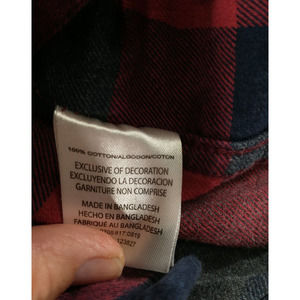 100% COTTON/ALGODON/COTON
EXCLUSIVE OF DECORATION
EXCLUYENDO LA DECORACION
GARNITURE NON COMPRISE
MADE IN BANGLADESH
HECHO EN BANGLADESH
FABRIQUÉ AU BANGLADESH